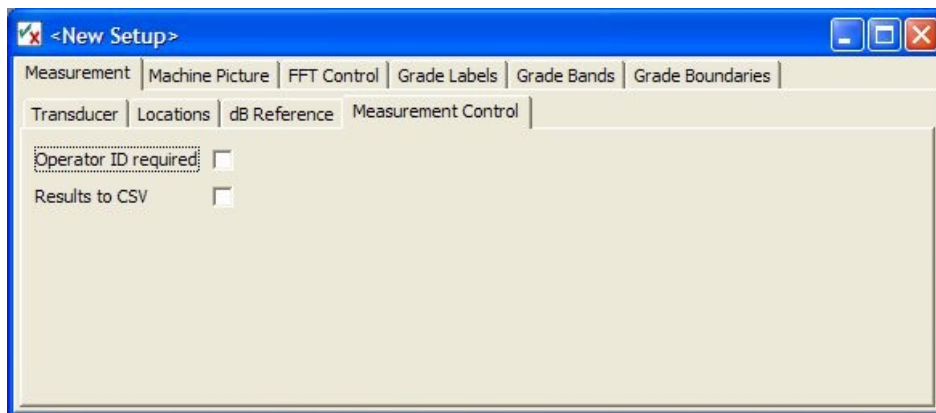 <New Setup>
Measurement Machine Picture FFT Control Grade Labels Grade Bands Grade Boundaries
Transducer Locations dB Reference Measurement Control
Operator ID required
Results to CSV